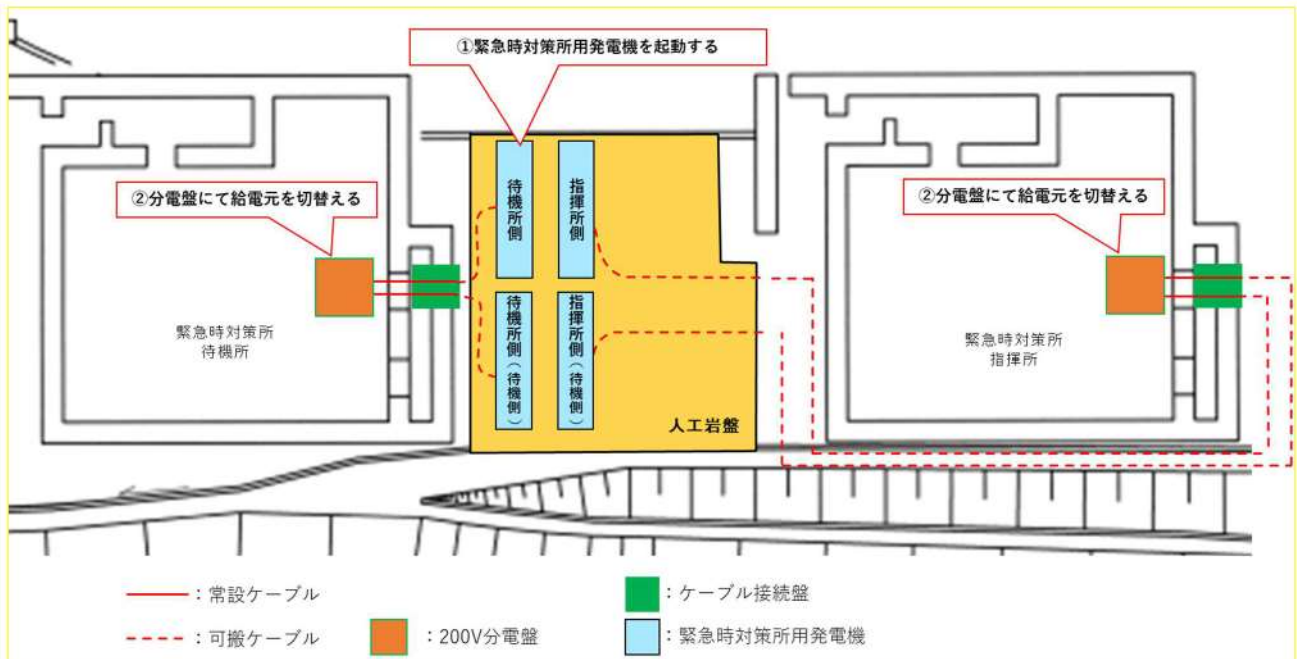 ①緊急時対策所用発電機を起動する
②分電盤にて給電元を切替える
②分電盤にて給電元を切替える
待機所側
指揮所側
待機所側（待機側）
指揮所側（待機側）
緊急時対策所
待機所
緊急時対策所
指揮所
人工岩盤
：常設ケーブル
：ケーブル接続盤
：可搬ケーブル
：200V分電盤
：緊急時対策所用発電機